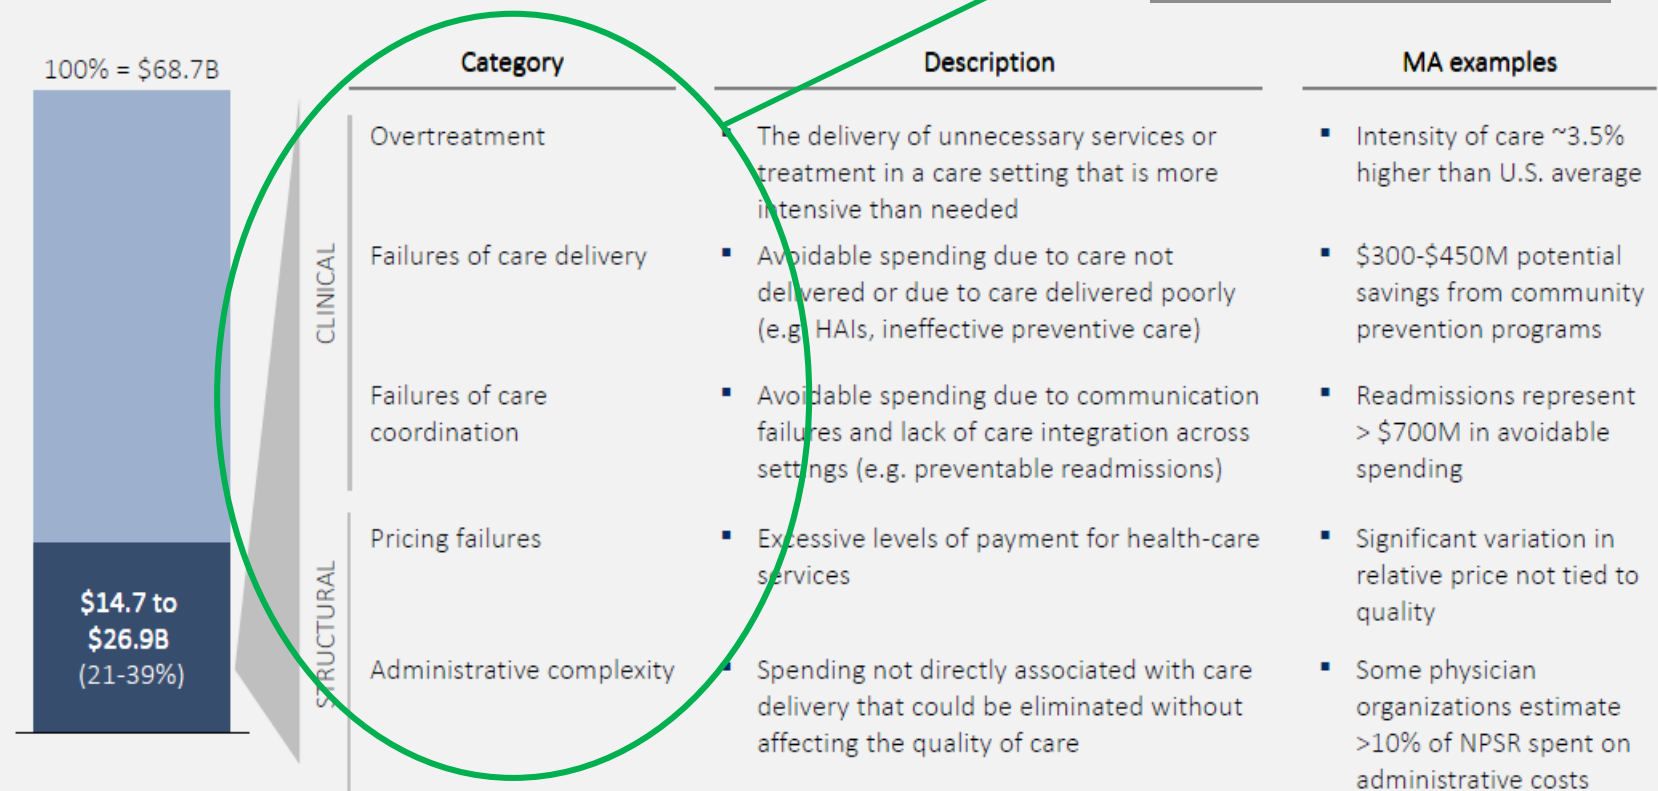 100% = $68.7B
Category
Description
MA examples
CLINICAL
Overtreatment
▪ The delivery of unnecessary services or
treatment in a care setting that is more
intensive than needed
▪ Intensity of care ~3.5%
higher than U.S. average
Failures of care delivery
▪ Avoidable spending due to care not
delivered or due to care delivered poorly
(e.g. HAIs, ineffective preventive care)
▪ $300-$450M potential
savings from community
prevention programs
Failures of care
coordination
▪ Avoidable spending due to communication
failures and lack of care integration across
settings (e.g. preventable readmissions)
▪ Readmissions represent
> $700M in avoidable
spending
STRUCTURAL
Pricing failures
▪ Excessive levels of payment for health-care
services
▪ Significant variation in
relative price not tied to
quality
Administrative complexity
▪ Spending not directly associated with care
delivery that could be eliminated without
affecting the quality of care
▪ Some physician
organizations estimate
>10% of NPSR spent on
administrative costs
$14.7 to
$26.9B
(21-39%)